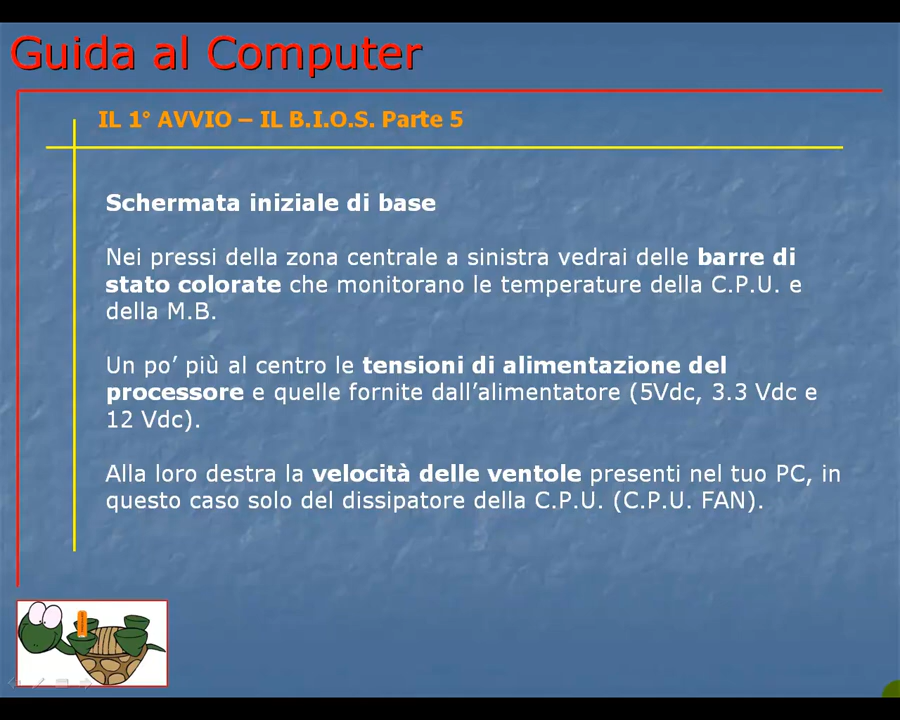 Guida al Computer
IL 1° AVVIO – IL B.I.O.S. Parte 5
Schermata iniziale di base
Nei pressi della zona centrale a sinistra vedrai delle barre di
stato colorate che monitorano le temperature della C.P.U. e
della M.B.
Un po’ più al centro le tensioni di alimentazione del
processore e quelle fornite dall’alimentatore (5Vdc, 3.3 Vdc e
12 Vdc).
Alla loro destra la velocità delle ventole presenti nel tuo PC, in
questo caso solo del dissipatore della C.P.U. (C.P.U. FAN).